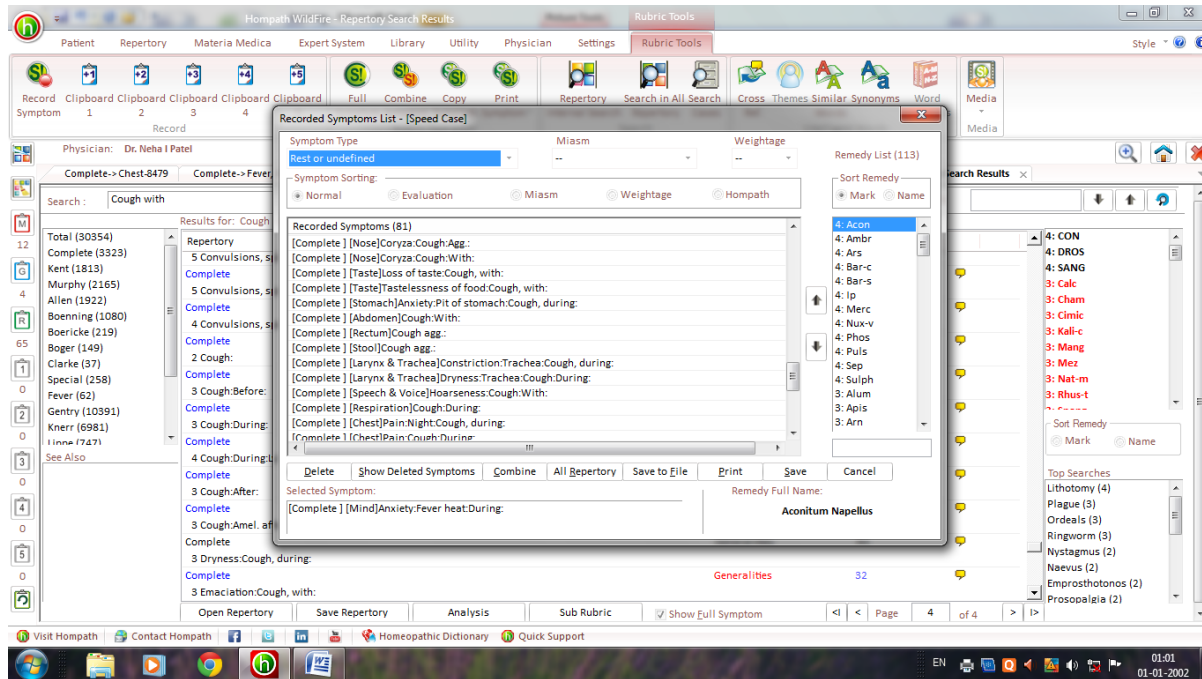 Hompath WildFire - Repertory Search Results
Rubric Tools
Patient Repertory Materia Medica Expert System Library Utility Physician Settings Rubric Tools
Style
Record Symptom
Clipboard 1
Clipboard 2
Clipboard 3
Clipboard 4
Clipboard
Full
Combine
Copy
Print
Repertory
Search in All
Search
Cross
Themes
Similar
Synonyms
Word
Media
Record
Media
Physician: Dr. Neha I Patel
Complete->Chest-8479
Complete->Fever,
Search Results
Search : Cough with
Results for: Cough
12
4
65
0
0
0
0
0
Total (30354)
Complete (3323)
Kent (1813)
Murphy (2165)
Allen (1922)
Boenning (1080)
Boericke (219)
Boger (149)
Clarke (37)
Special (258)
Fever (62)
Gentry (10391)
Knerr (6981)
Lippe (747)
See Also
Repertory
5 Convulsions, s
Complete
5 Convulsions, s
Complete
4 Convulsions, s
Complete
2 Cough:
Complete
3 Cough:Before:
Complete
3 Cough:During:
Complete
4 Cough:During:
Complete
3 Cough:After:
Complete
3 Cough:Amel. af
Complete
3 Dryness:Cough, during:
Complete Generalities 32
3 Emaciation:Cough, with:
Recorded Symptoms List - [Speed Case]
Symptom Type
Rest or undefined
Miasm
--
Weightage
--
Remedy List (113)
Symptom Sorting:
Normal Evaluation Miasm Weightage Hompath
Sort Remedy
Mark Name
Recorded Symptoms (81)
[Complete ] [Nose]Coryza:Cough:Agg.:
[Complete ] [Nose]Coryza:Cough:With:
[Complete ] [Taste]Loss of taste:Cough, with:
[Complete ] [Taste]Tastelessness of food:Cough, with:
[Complete ] [Stomach]Anxiety:Pit of stomach:Cough, during:
[Complete ] [Abdomen]Cough:With:
[Complete ] [Rectum]Cough agg.:
[Complete ] [Stool]Cough agg.:
[Complete ] [Larynx & Trachea]Constriction:Trachea:Cough, during:
[Complete ] [Larynx & Trachea]Dryness:Trachea:Cough:During:
[Complete ] [Speech & Voice]Hoarseness:Cough:With:
[Complete ] [Respiration]Cough:During:
[Complete ] [Chest]Pain:Night:Cough, during:
[Complete ] [Chest]Pain:Cough:During:
4: Acon
4: Ambr
4: Ars
4: Bar-c
4: Bar-s
4: Ip
4: Merc
4: Nux-v
4: Phos
4: Puls
4: Sep
4: Sulph
3: Alum
3: Apis
3: Arn
Delete Show Deleted Symptoms Combine All Repertory Save to File Print Save Cancel
Selected Symptom:
[Complete ] [Mind]Anxiety:Fever heat:During:
Remedy Full Name:
Aconitum Napellus
4: CON
4: DROS
4: SANG
3: Calc
3: Cham
3: Cimic
3: Kali-c
3: Mang
3: Mez
3: Nat-m
3: Rhus-t
Sort Remedy
Mark Name
Top Searches
Lithotomy (4)
Plague (3)
Ordeals (3)
Ringworm (3)
Nystagmus (2)
Naevus (2)
Emprosthotonos (2)
Prosopalgia (2)
Open Repertory Save Repertory Analysis Sub Rubric Show Full Symptom <| < Page 4 of 4 > |>
Visit Hompath Contact Hompath Homeopathic Dictionary Quick Support
EN 01:01
01-01-2002